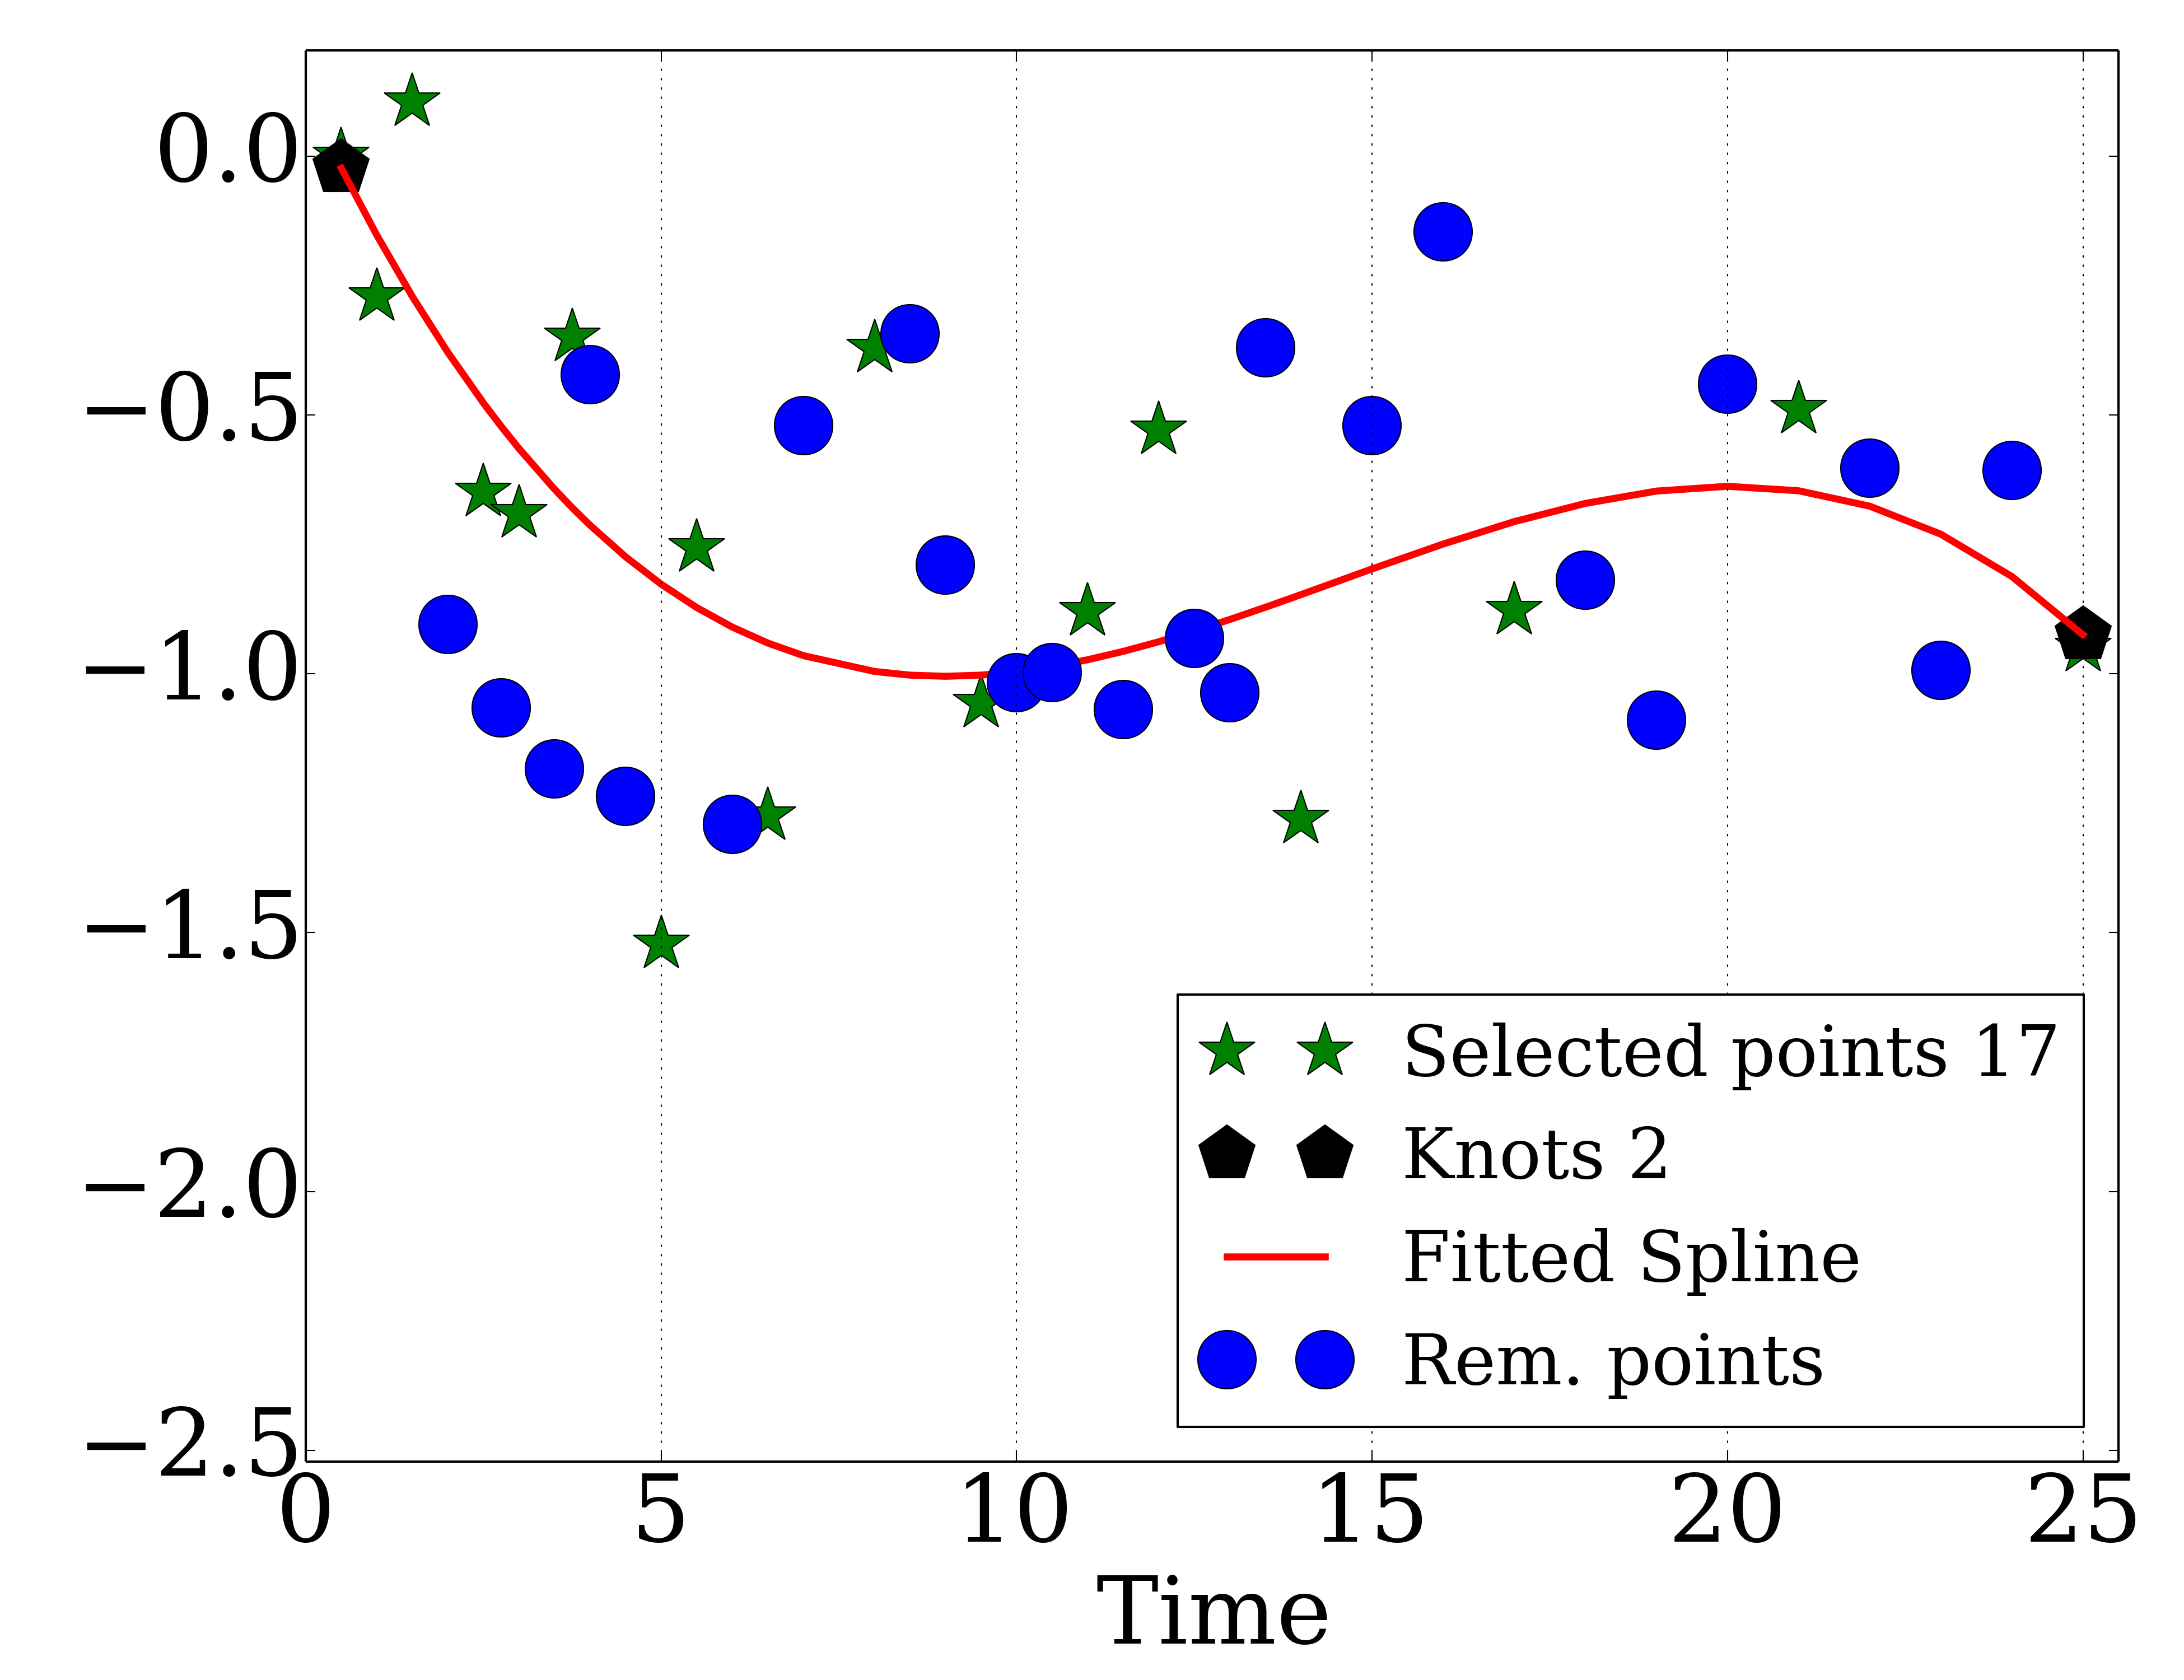 0.0
−0.5
−1.0
−1.5
−2.0
−2.5
Selected points 17
Knots 2
Fitted Spline
Rem. points
0 5 10 15 20 25
Time